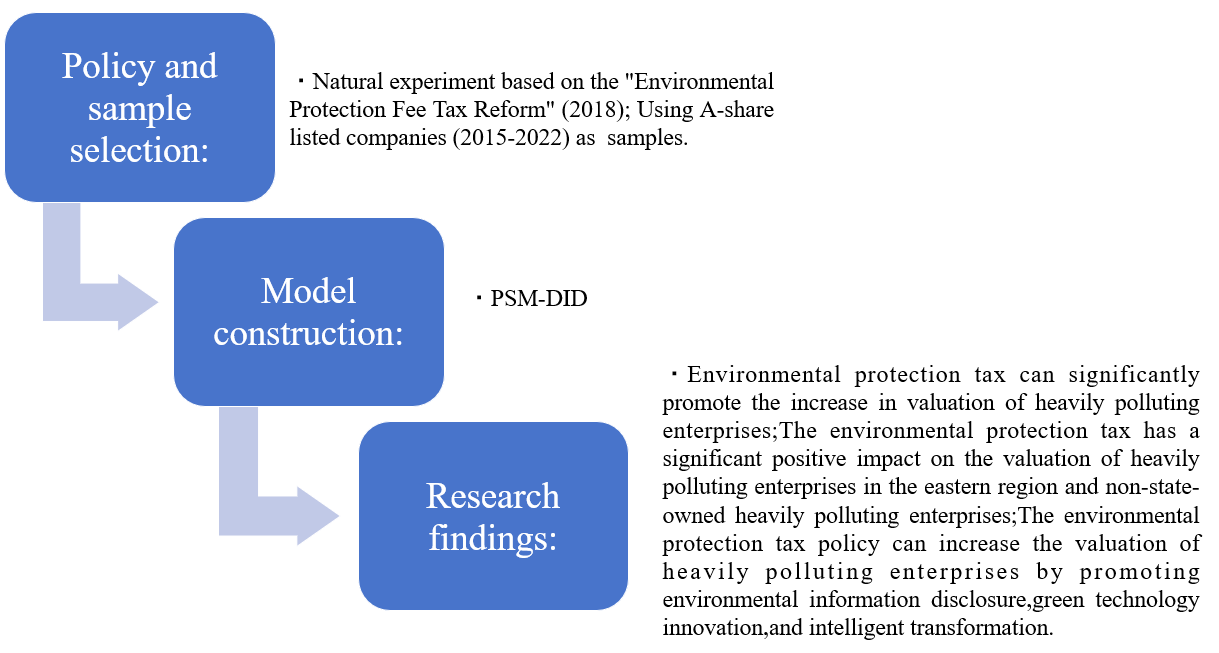 Policy and
sample
selection:
・Natural experiment based on the "Environmental
Protection Fee Tax Reform" (2018); Using A-share
listed companies (2015-2022) as samples.
Model
construction:
・PSM-DID
Research
findings:
・Environmental protection tax can significantly
promote the increase in valuation of heavily polluting
enterprises;The environmental protection tax has a
significant positive impact on the valuation of heavily
polluting enterprises in the eastern region and non-state-
owned heavily polluting enterprises;The environmental
protection tax policy can increase the valuation of
heavily polluting enterprises by promoting
environmental information disclosure,green technology
innovation,and intelligent transformation.